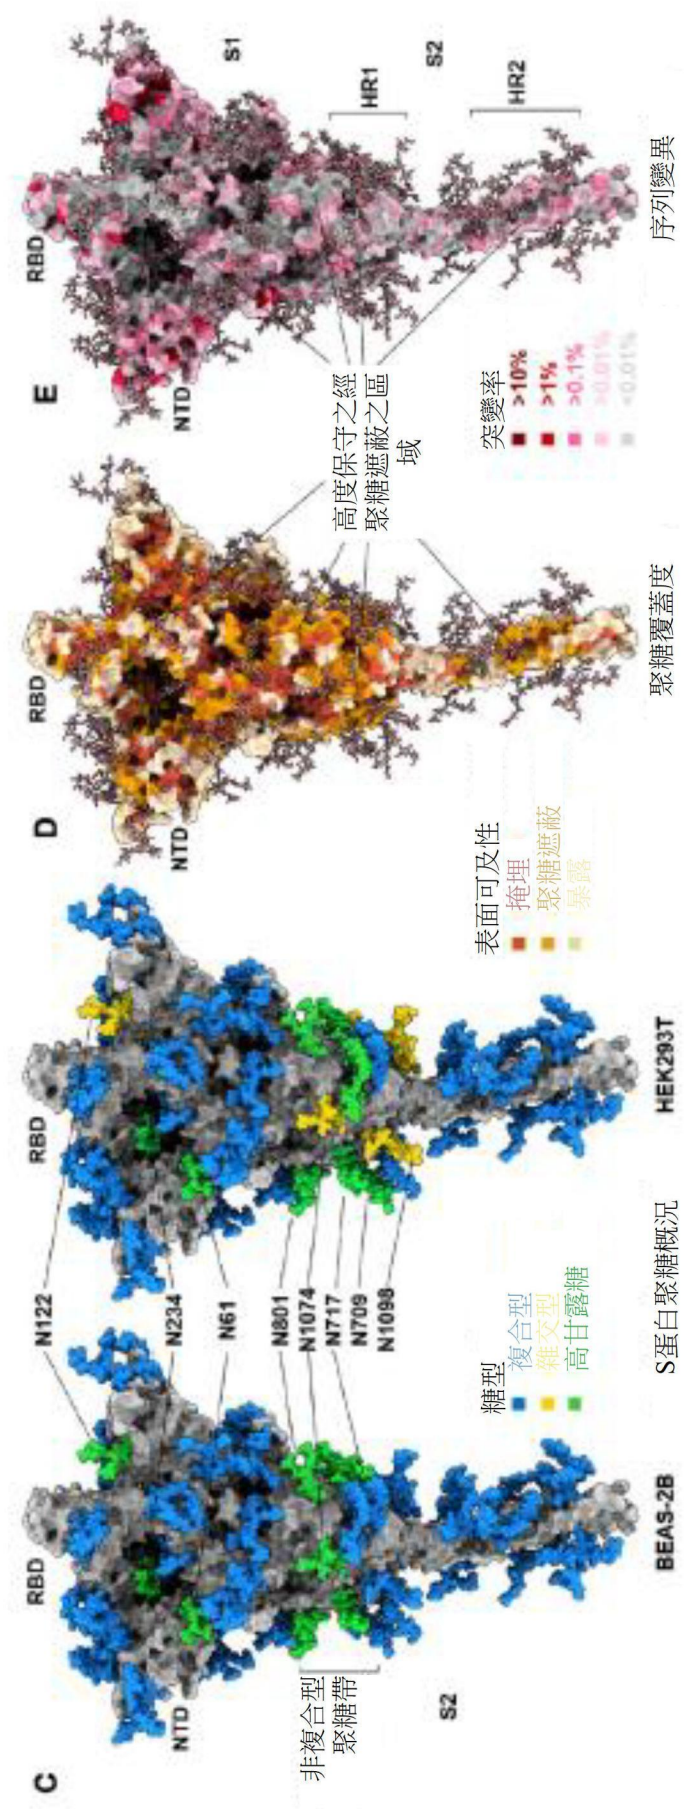 C
RBD
NTD
非複合型
聚糖帶
S2
BEAS-2B
N122
N234
N61
N801
N1074
N717
N709
N1098
RBD
HEK293T
糖型
複合型
雜交型
高甘露糖
S蛋白聚糖概況
D
RBD
NTD
表面可及性
掩埋
聚糖遮蔽
暴露
聚糖覆蓋度
高度保守之經
聚糖遮蔽之區
域
E
RBD
NTD
S1
HR1
S2
HR2
突變率
>10%
>1%
>0.1%
>0.01%
<0.01%
序列變異